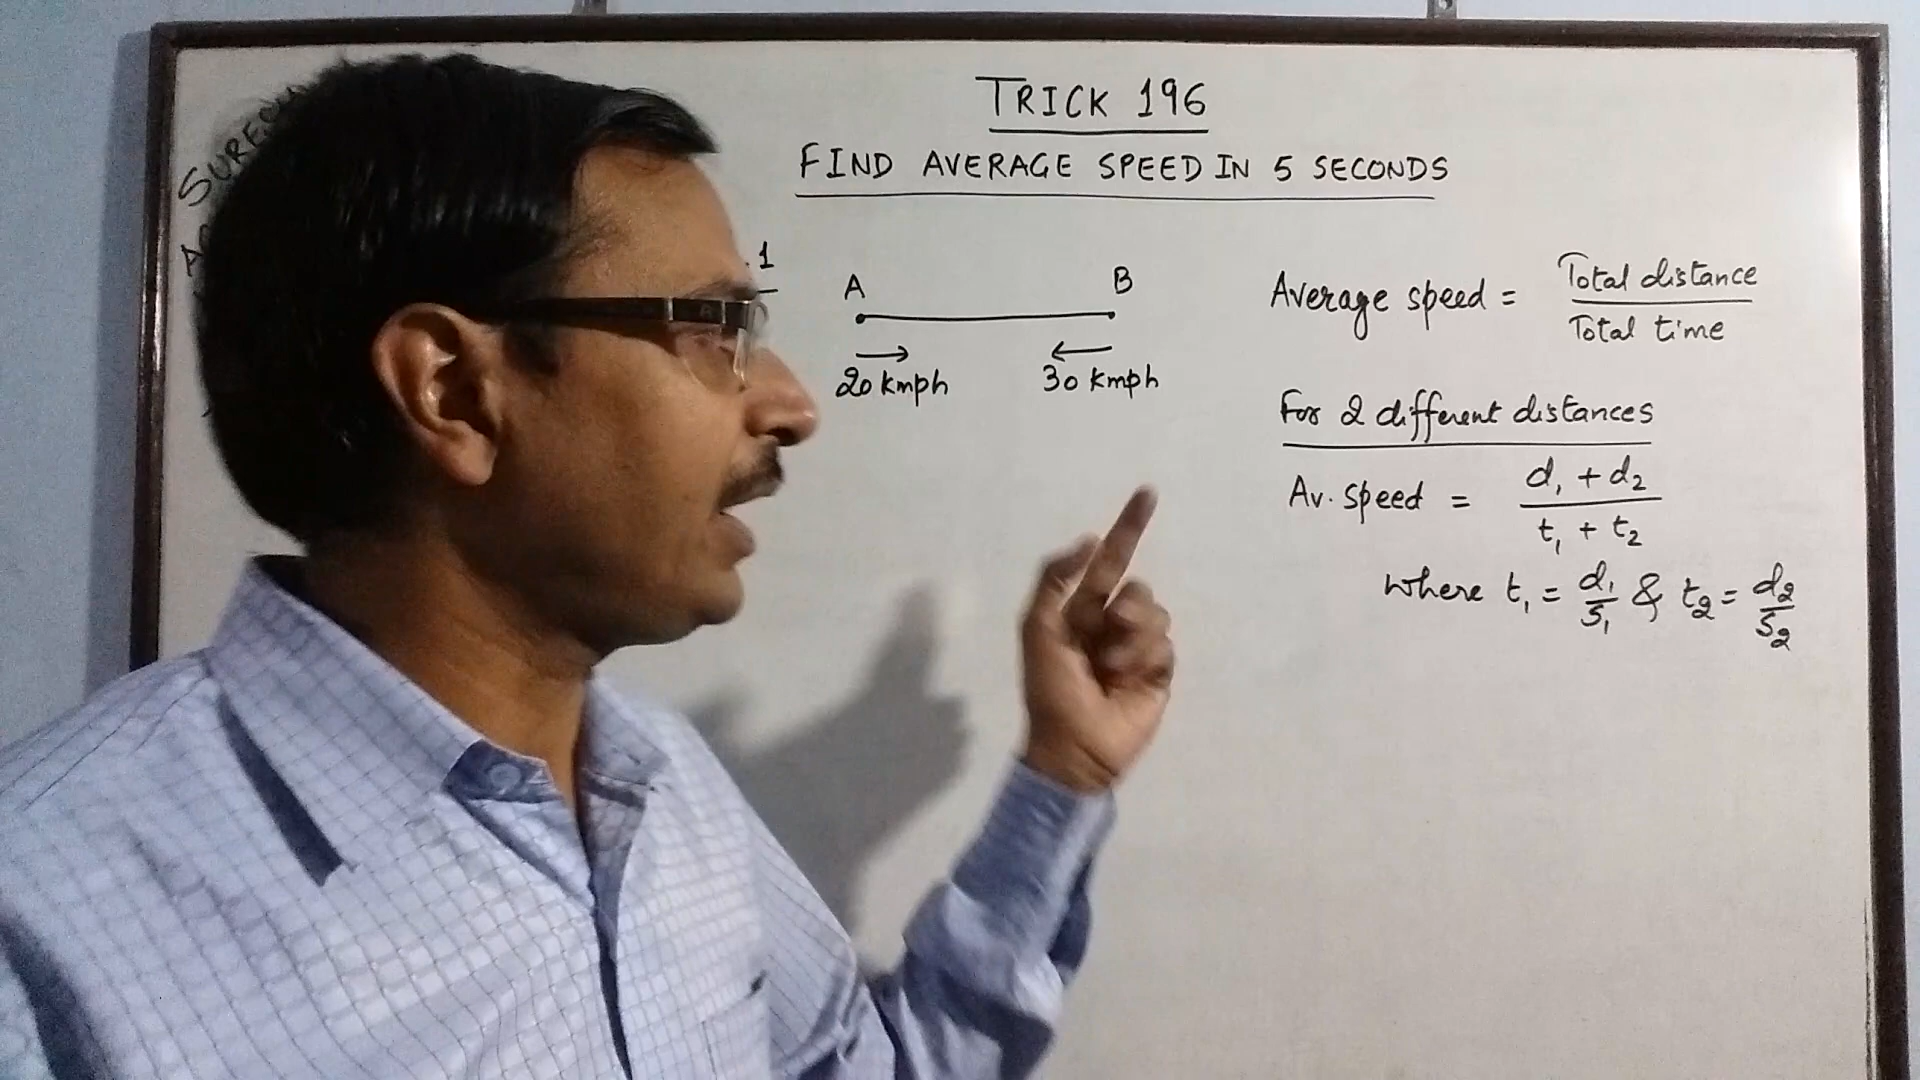 TRICK 196
FIND AVERAGE SPEED IN 5 SECONDS
. 1
A B
20 kmph 30 kmph
Average speed = Total distance
Total time
For 2 different distances
Av. speed = d₁ + d₂
t₁ + t₂
where t₁ = d₁/S₁ & t₂ = d₂/S₂